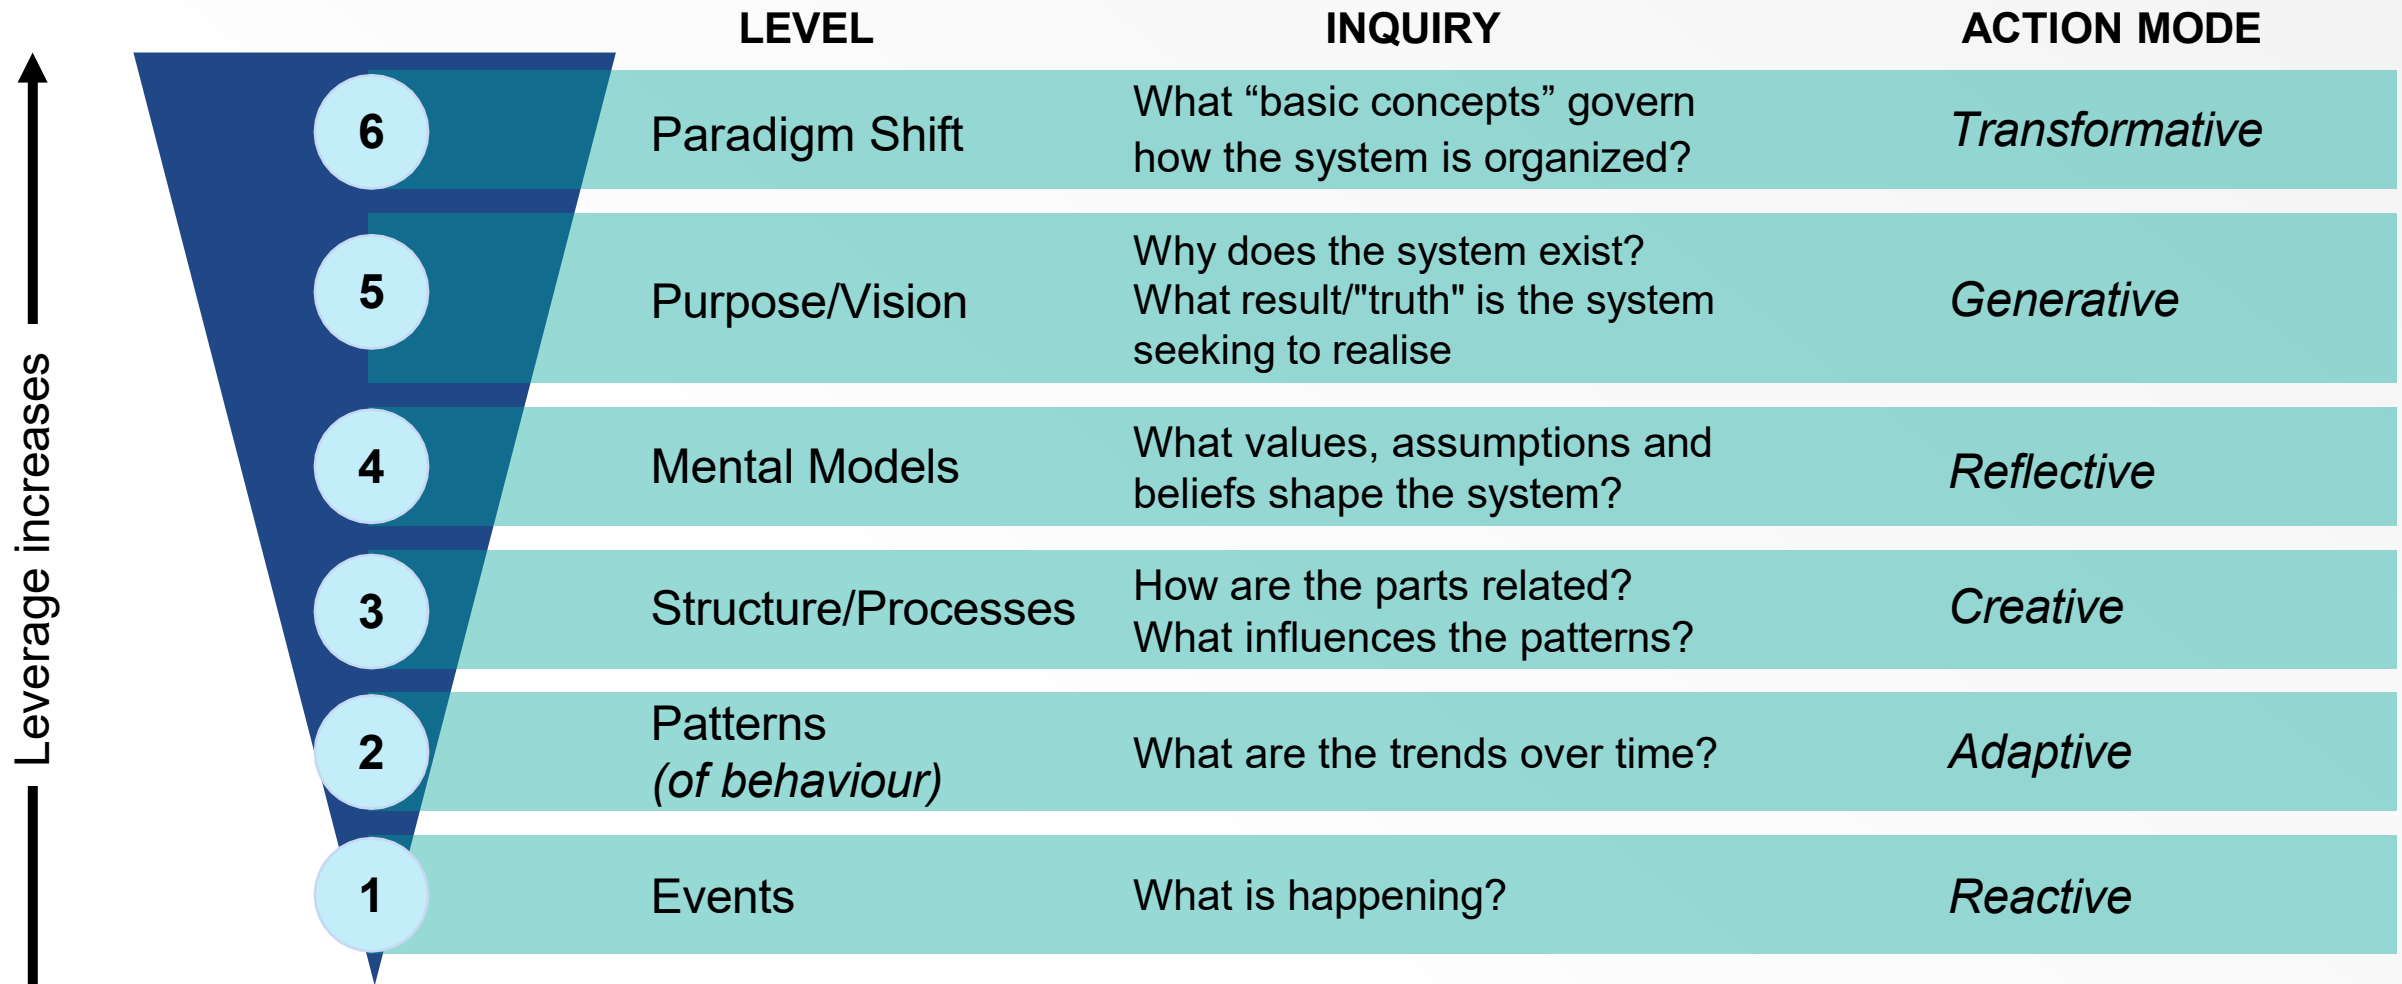 LEVEL INQUIRY ACTION MODE
Leverage increases
6
Paradigm Shift
What “basic concepts” govern
how the system is organized?
Transformative
5
Purpose/Vision
Why does the system exist?
What result/"truth" is the system
seeking to realise
Generative
4
Mental Models
What values, assumptions and
beliefs shape the system?
Reflective
3
Structure/Processes
How are the parts related?
What influences the patterns?
Creative
2
Patterns
(of behaviour)
What are the trends over time?
Adaptive
1
Events
What is happening?
Reactive